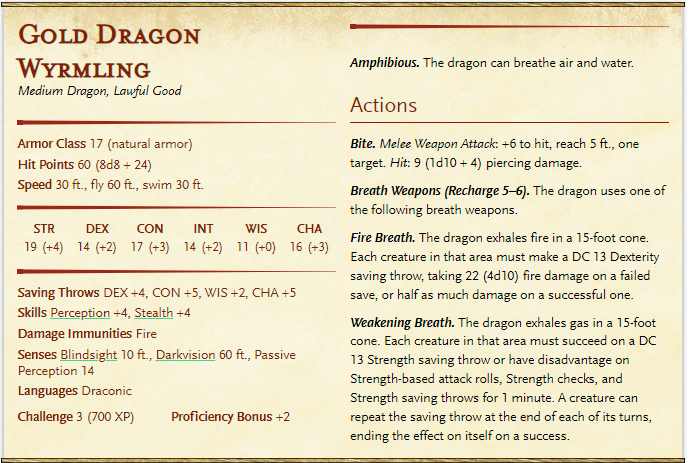 Gold Dragon
Wyrmling
Medium Dragon, Lawful Good
Armor Class 17 (natural armor)
Hit Points 60 (8d8 + 24)
Speed 30 ft., fly 60 ft., swim 30 ft.
STR DEX CON INT WIS CHA
19 (+4) 14 (+2) 17 (+3) 14 (+2) 11 (+0) 16 (+3)
Saving Throws DEX +4, CON +5, WIS +2, CHA +5
Skills Perception +4, Stealth +4
Damage Immunities Fire
Senses Blindsight 10 ft., Darkvision 60 ft., Passive
Perception 14
Languages Draconic
Challenge 3 (700 XP) Proficiency Bonus +2
Amphibious. The dragon can breathe air and water.
Actions
Bite. Melee Weapon Attack: +6 to hit, reach 5 ft., one
target. Hit: 9 (1d10 + 4) piercing damage.
Breath Weapons (Recharge 5–6). The dragon uses one of
the following breath weapons.
Fire Breath. The dragon exhales fire in a 15-foot cone.
Each creature in that area must make a DC 13 Dexterity
saving throw, taking 22 (4d10) fire damage on a failed
save, or half as much damage on a successful one.
Weakening Breath. The dragon exhales gas in a 15-foot
cone. Each creature in that area must succeed on a DC
13 Strength saving throw or have disadvantage on
Strength-based attack rolls, Strength checks, and
Strength saving throws for 1 minute. A creature can
repeat the saving throw at the end of each of its turns,
ending the effect on itself on a success.